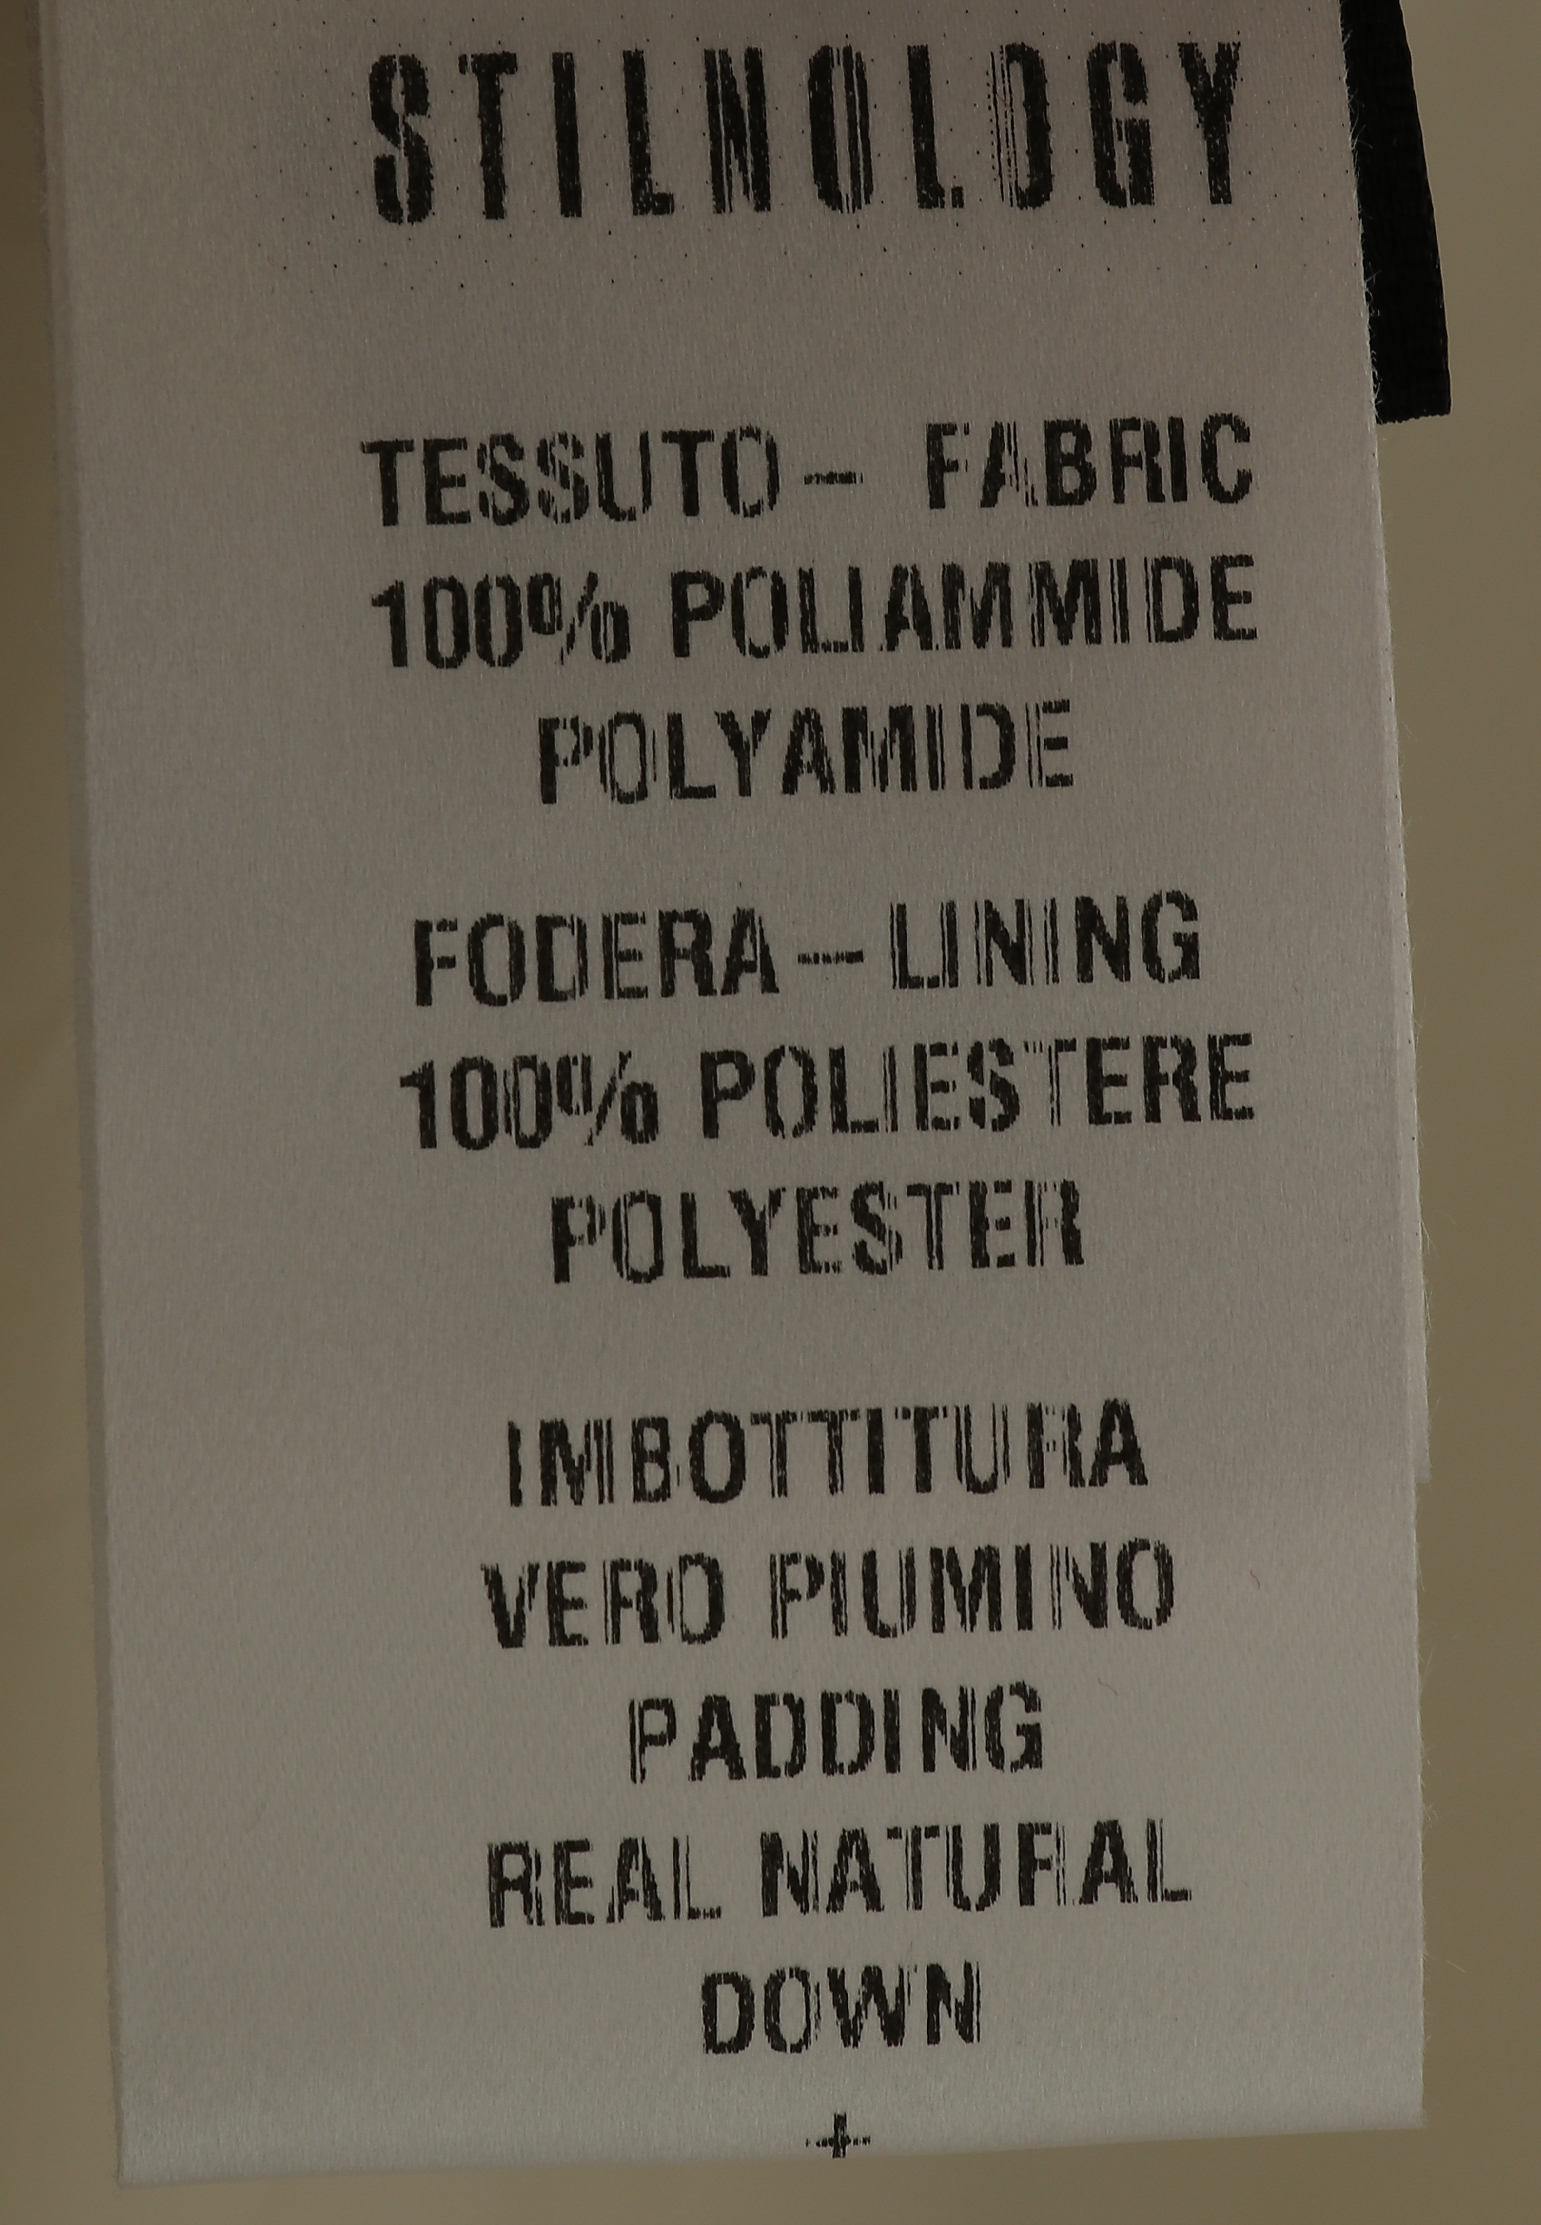 STILNOLOGY
TESSUTO - FABRIC
100% POLIAMMIDE
POLYAMIDE
FODERA - LINING
100% POLIESTERE
POLYESTER
IMBOTTITURA
VERO PIUMINO
PADDING
REAL NATURAL
DOWN
+